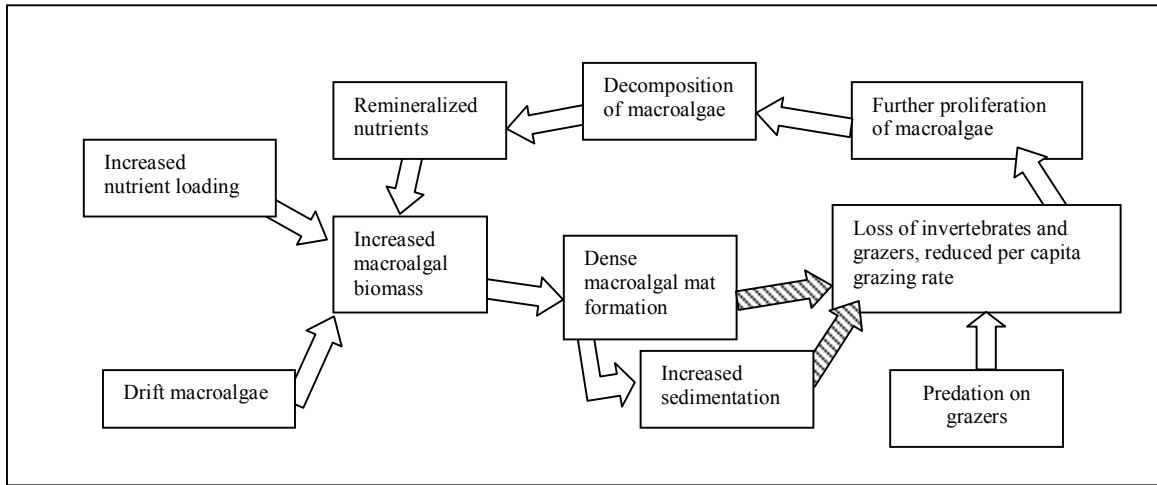 Increased
nutrient loading
Drift macroalgae
Remineralized
nutrients
Increased
macroalgal
biomass
Decomposition
of macroalgae
Dense
macroalgal mat
formation
Increased
sedimentation
Further proliferation
of macroalgae
Loss of invertebrates and
grazers, reduced per capita
grazing rate
Predation on
grazers